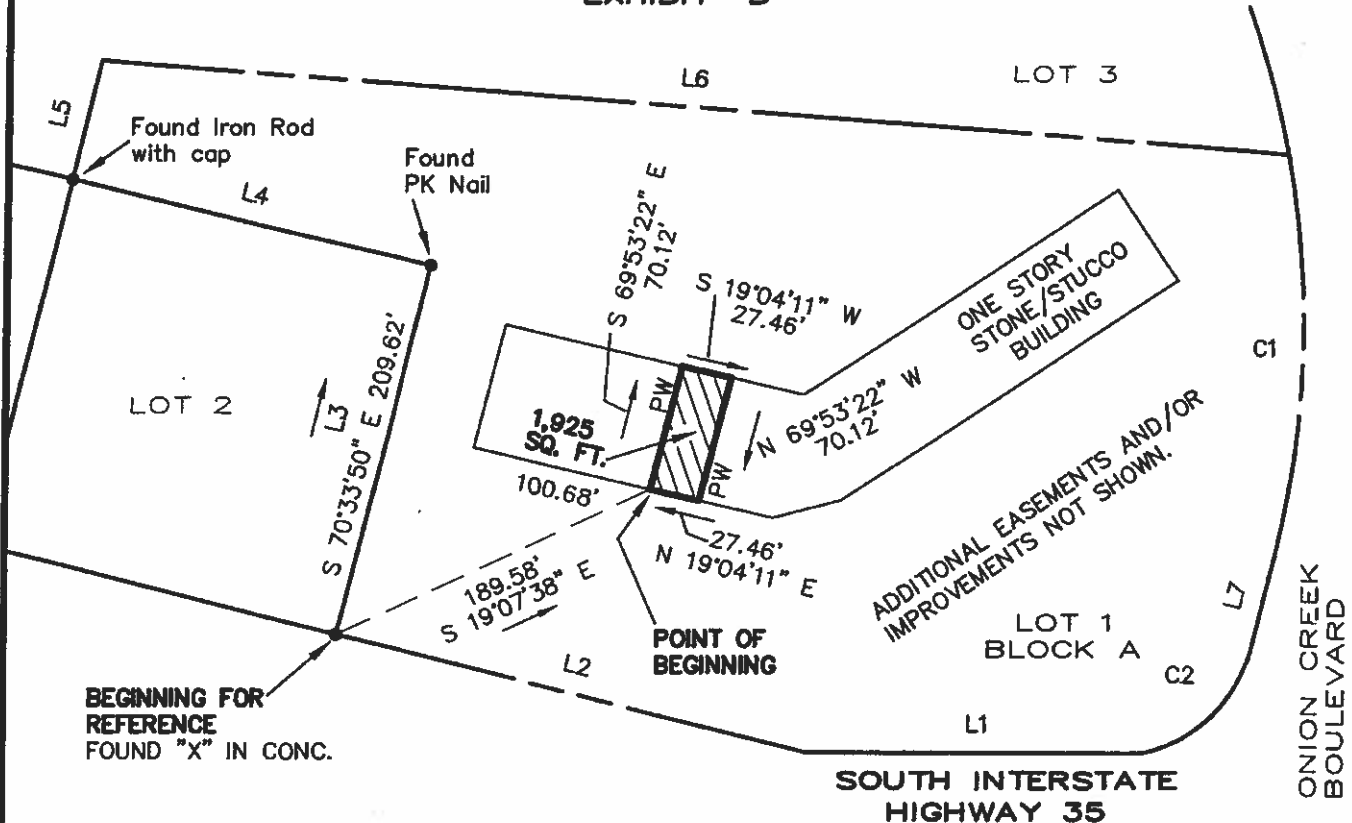 LOT 3
L6
L5
Found Iron Rod
with cap
Found
PK Nail
L4
S 69°53'22" E
70.12'
S 19°04'11" W
27.46'
ONE STORY
STONE/STUCCO
BUILDING
C1
LOT 2
L3
S 70°33'50" E 209.62'
PW
1,925
SQ. FT.
PW
N 69°53'22" W
70.12'
100.68'
27.46'
N 19°04'11" E
189.58'
S 19°07'38" E
ADDITIONAL EASEMENTS AND/OR
IMPROVEMENTS NOT SHOWN.
POINT OF
BEGINNING
LOT 1
BLOCK A
L7
C2
L2
L1
BEGINNING FOR
REFERENCE
FOUND "X" IN CONC.
SOUTH INTERSTATE
HIGHWAY 35
ONION CREEK
BOULEVARD